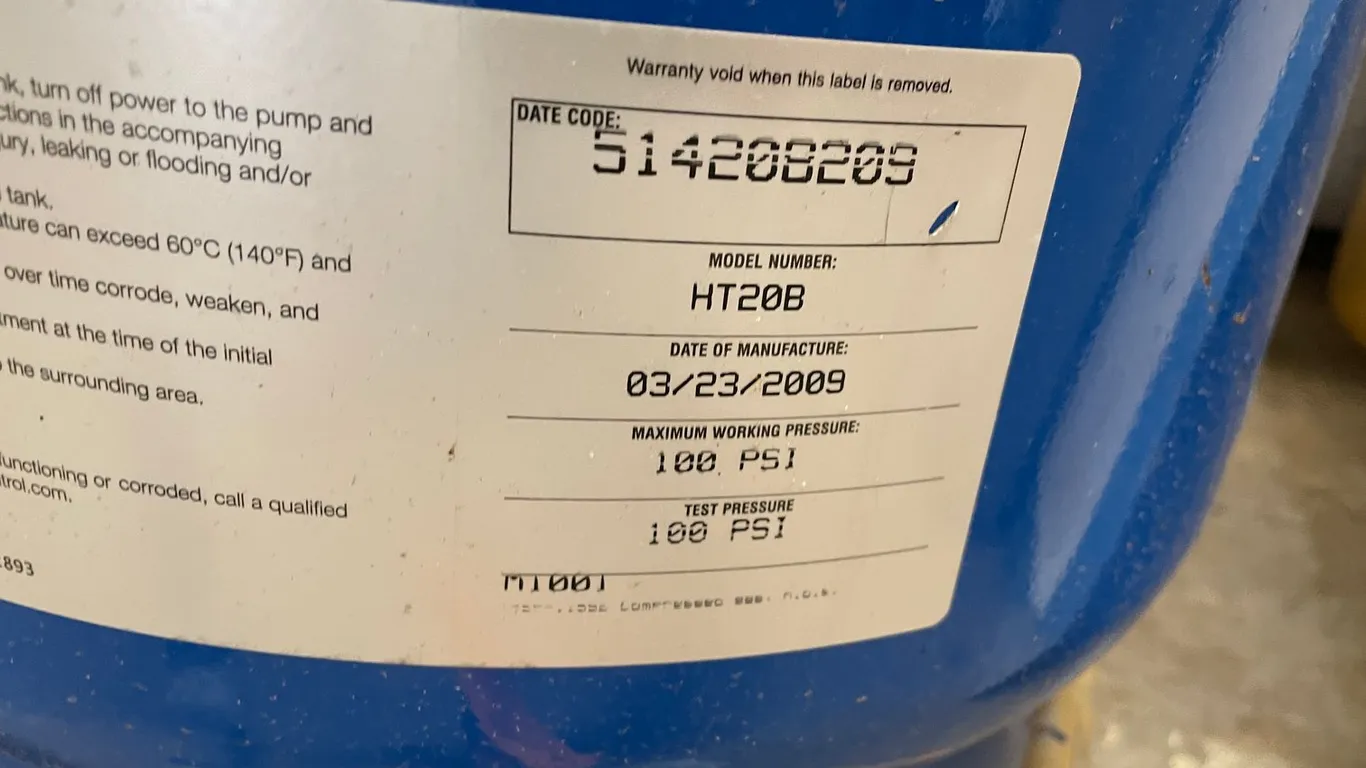 nk, turn off power to the pump and
ctions in the accompanying
ury, leaking or flooding and/or
tank.
ature can exceed 60°C (140°F) and
over time corrode, weaken, and
ment at the time of the initial
the surrounding area.
unctioning or corroded, call a qualified
trol.com.
893
Warranty void when this label is removed.
DATE CODE:
514208209
MODEL NUMBER:
HT20B
DATE OF MANUFACTURE:
03/23/2009
MAXIMUM WORKING PRESSURE:
100 PSI
TEST PRESSURE
100 PSI
Compressed gas. n.o.s.